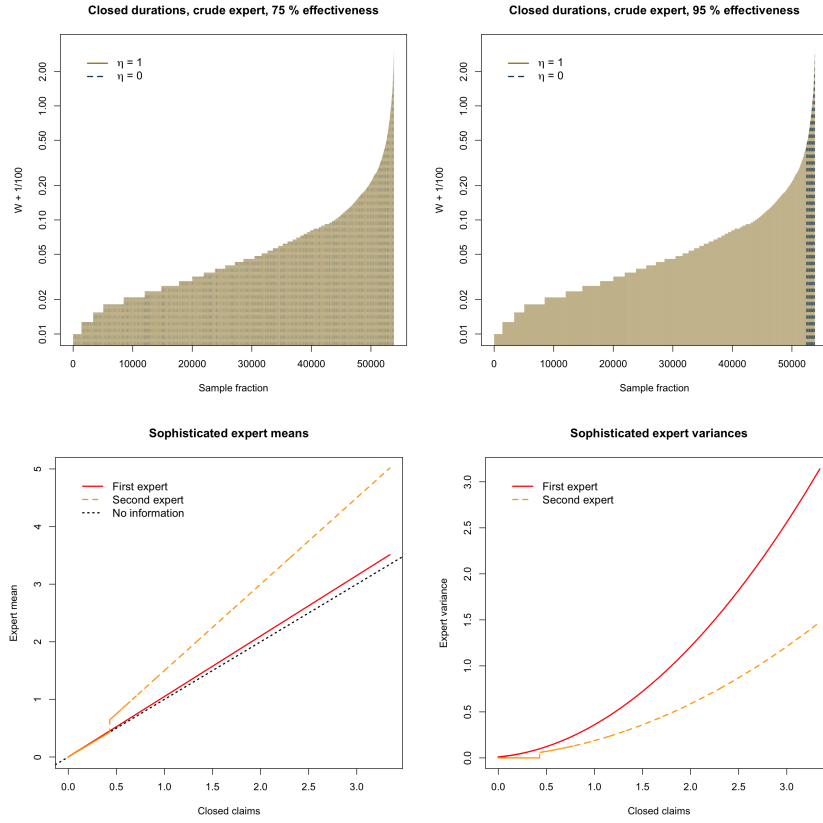 Closed durations, crude expert, 75 % effectiveness
η = 1
η = 0
W + 1/100
0.01 0.02 0.05 0.10 0.20 0.50 1.00 2.00
0 10000 20000 30000 40000 50000
Sample fraction
Closed durations, crude expert, 95 % effectiveness
η = 1
η = 0
W + 1/100
0.01 0.02 0.05 0.10 0.20 0.50 1.00 2.00
0 10000 20000 30000 40000 50000
Sample fraction
Sophisticated expert means
First expert
Second expert
No information
Expert mean
0 1 2 3 4 5
0.0 0.5 1.0 1.5 2.0 2.5 3.0
Closed claims
Sophisticated expert variances
First expert
Second expert
Expert variance
0.0 0.5 1.0 1.5 2.0 2.5 3.0
0.0 0.5 1.0 1.5 2.0 2.5 3.0
Closed claims